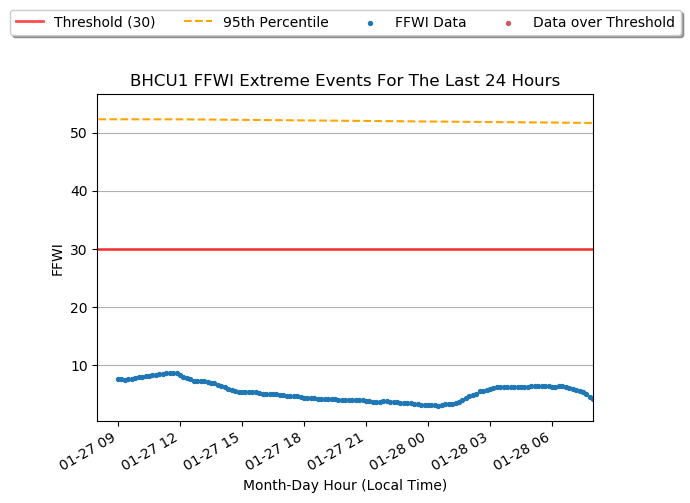 Threshold (30) 95th Percentile FFWI Data Data over Threshold
BHCU1 FFWI Extreme Events For The Last 24 Hours
50
40
30
20
10
FFWI
01-27 09 01-27 12 01-27 15 01-27 18 01-27 21 01-28 00 01-28 03 01-28 06
Month-Day Hour (Local Time)